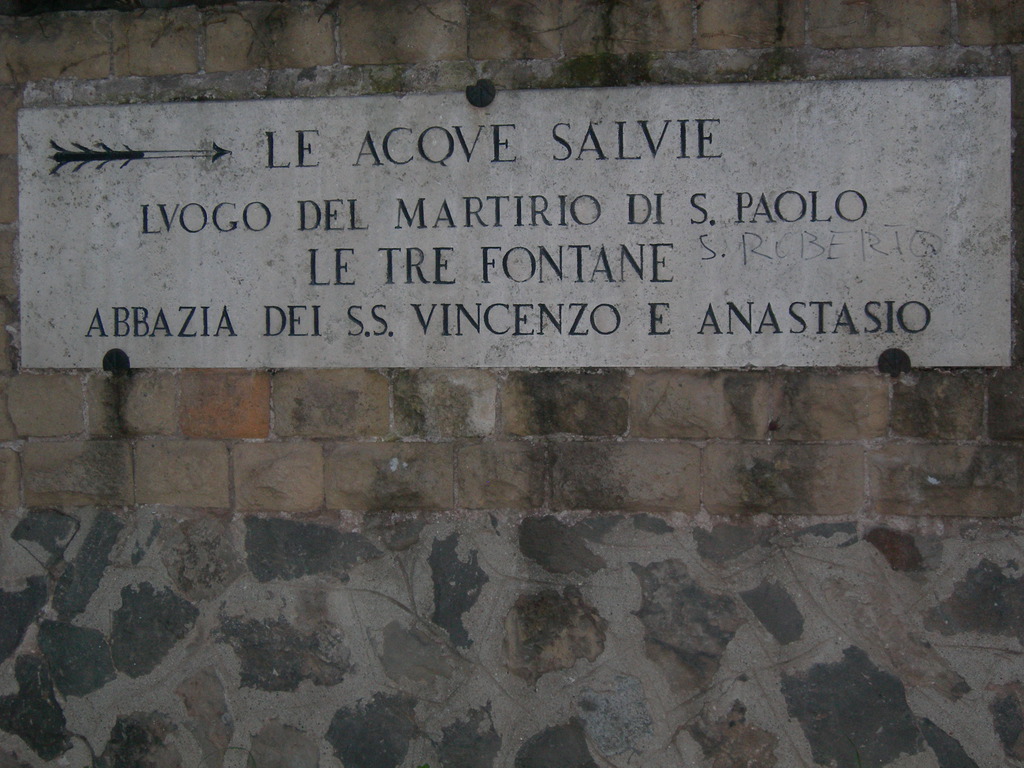 LE ACQVE SALVIE
LVOGO DEL MARTIRIO DI S. PAOLO
LE TRE FONTANE S. ROBERTO
ABBAZIA DEI S.S. VINCENZO E ANASTASIO